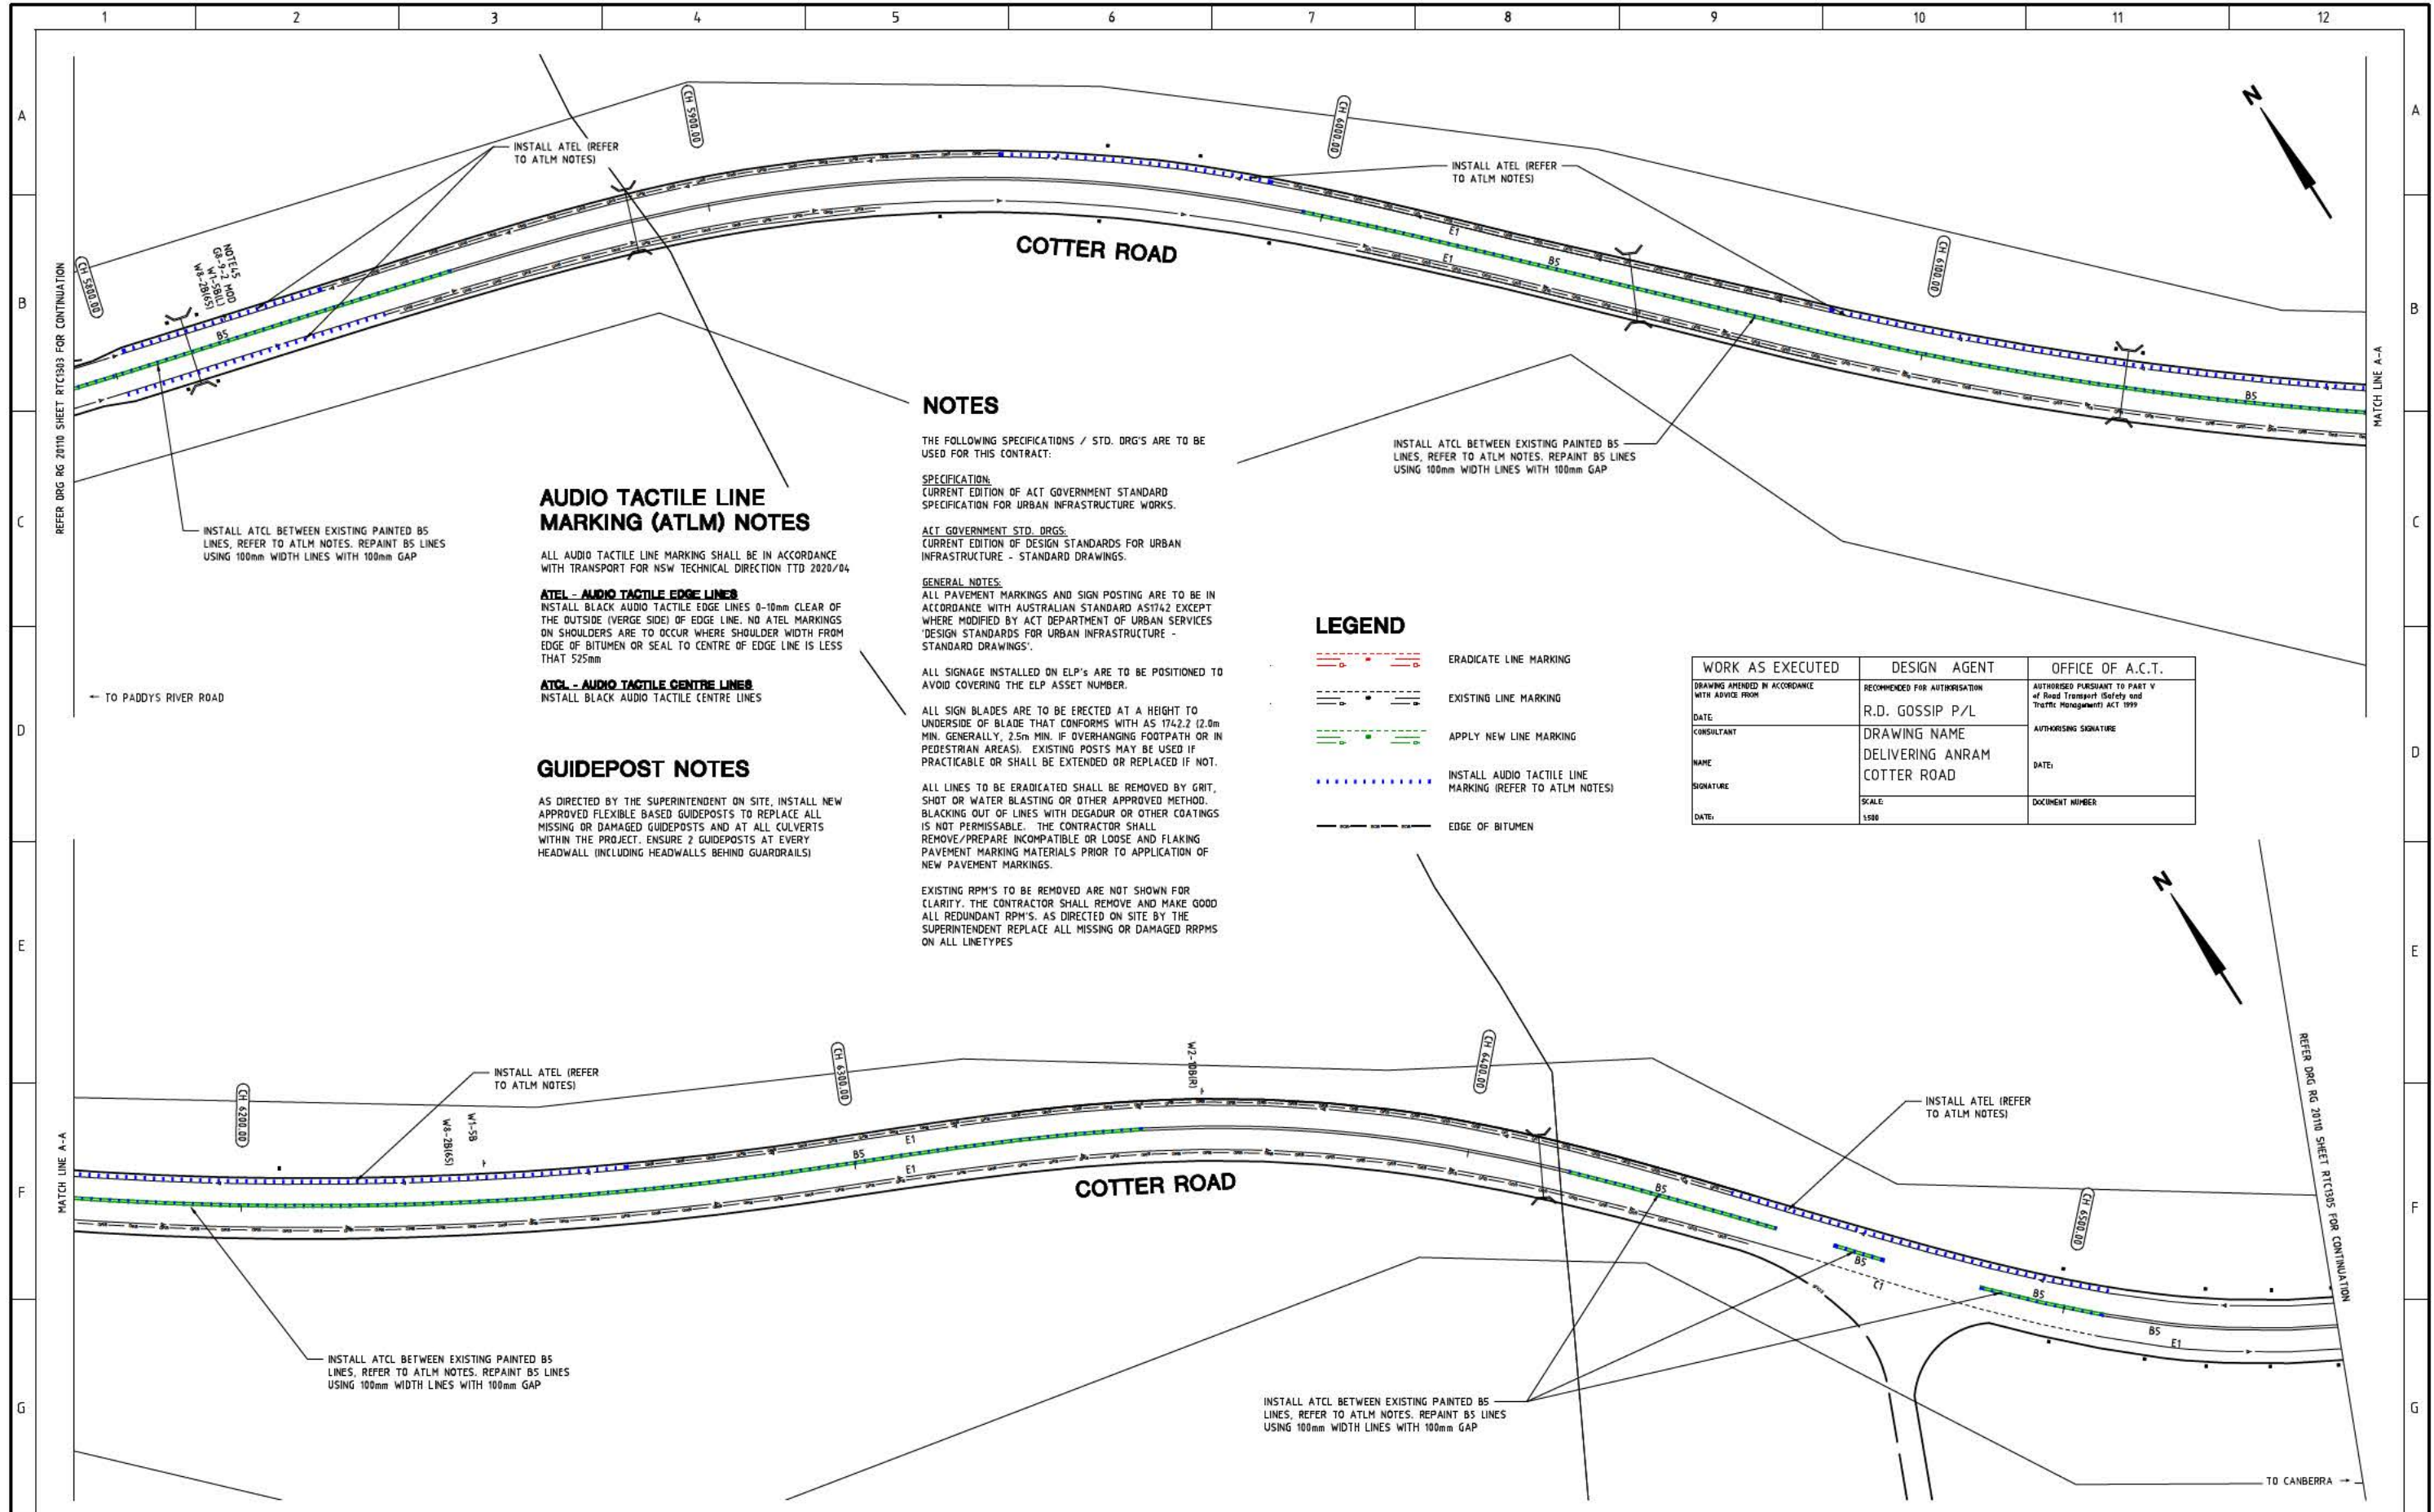 1 2 3 4 5 6 7 8 9 10 11 12
A
B
C
D
E
F
G
A
B
C
D
E
F
G
REFER DRG RG 20110 SHEET RTC1303 FOR CONTINUATION
CH 5800.00
NOTE45
G8-9-2 MOD
W1-5B(L)
W8-2B(65)
B5
INSTALL ATEL (REFER
TO ATLM NOTES)
CH 5900.00
COTTER ROAD
CH 6000.00
INSTALL ATEL (REFER
TO ATLM NOTES)
E1
E1
B5
CH 6100.00
B5
N
MATCH LINE A-A
INSTALL ATCL BETWEEN EXISTING PAINTED B5
LINES, REFER TO ATLM NOTES. REPAINT B5 LINES
USING 100mm WIDTH LINES WITH 100mm GAP
INSTALL ATCL BETWEEN EXISTING PAINTED B5
LINES, REFER TO ATLM NOTES. REPAINT B5 LINES
USING 100mm WIDTH LINES WITH 100mm GAP
← TO PADDYS RIVER ROAD
AUDIO TACTILE LINE
MARKING (ATLM) NOTES
ALL AUDIO TACTILE LINE MARKING SHALL BE IN ACCORDANCE
WITH TRANSPORT FOR NSW TECHNICAL DIRECTION TTD 2020/04
ATEL - AUDIO TACTILE EDGE LINES
INSTALL BLACK AUDIO TACTILE EDGE LINES 0-10mm CLEAR OF
THE OUTSIDE (VERGE SIDE) OF EDGE LINE. NO ATEL MARKINGS
ON SHOULDERS ARE TO OCCUR WHERE SHOULDER WIDTH FROM
EDGE OF BITUMEN OR SEAL TO CENTRE OF EDGE LINE IS LESS
THAT 525mm
ATCL - AUDIO TACTILE CENTRE LINES
INSTALL BLACK AUDIO TACTILE CENTRE LINES
GUIDEPOST NOTES
AS DIRECTED BY THE SUPERINTENDENT ON SITE, INSTALL NEW
APPROVED FLEXIBLE BASED GUIDEPOSTS TO REPLACE ALL
MISSING OR DAMAGED GUIDEPOSTS AND AT ALL CULVERTS
WITHIN THE PROJECT. ENSURE 2 GUIDEPOSTS AT EVERY
HEADWALL (INCLUDING HEADWALLS BEHIND GUARDRAILS)
NOTES
THE FOLLOWING SPECIFICATIONS / STD. DRG'S ARE TO BE
USED FOR THIS CONTRACT:
SPECIFICATION:
CURRENT EDITION OF ACT GOVERNMENT STANDARD
SPECIFICATION FOR URBAN INFRASTRUCTURE WORKS.
ACT GOVERNMENT STD. DRGS:
CURRENT EDITION OF DESIGN STANDARDS FOR URBAN
INFRASTRUCTURE - STANDARD DRAWINGS.
GENERAL NOTES:
ALL PAVEMENT MARKINGS AND SIGN POSTING ARE TO BE IN
ACCORDANCE WITH AUSTRALIAN STANDARD AS1742 EXCEPT
WHERE MODIFIED BY ACT DEPARTMENT OF URBAN SERVICES
'DESIGN STANDARDS FOR URBAN INFRASTRUCTURE -
STANDARD DRAWINGS'.
ALL SIGNAGE INSTALLED ON ELP's ARE TO BE POSITIONED TO
AVOID COVERING THE ELP ASSET NUMBER.
ALL SIGN BLADES ARE TO BE ERECTED AT A HEIGHT TO
UNDERSIDE OF BLADE THAT CONFORMS WITH AS 1742.2 (2.0m
MIN. GENERALLY, 2.5m MIN. IF OVERHANGING FOOTPATH OR IN
PEDESTRIAN AREAS). EXISTING POSTS MAY BE USED IF
PRACTICABLE OR SHALL BE EXTENDED OR REPLACED IF NOT.
ALL LINES TO BE ERADICATED SHALL BE REMOVED BY GRIT,
SHOT OR WATER BLASTING OR OTHER APPROVED METHOD.
BLACKING OUT OF LINES WITH DEGADUR OR OTHER COATINGS
IS NOT PERMISSABLE. THE CONTRACTOR SHALL
REMOVE/PREPARE INCOMPATIBLE OR LOOSE AND FLAKING
PAVEMENT MARKING MATERIALS PRIOR TO APPLICATION OF
NEW PAVEMENT MARKINGS.
EXISTING RPM'S TO BE REMOVED ARE NOT SHOWN FOR
CLARITY. THE CONTRACTOR SHALL REMOVE AND MAKE GOOD
ALL REDUNDANT RPM'S. AS DIRECTED ON SITE BY THE
SUPERINTENDENT REPLACE ALL MISSING OR DAMAGED RRPMS
ON ALL LINETYPES
LEGEND
ERADICATE LINE MARKING
EXISTING LINE MARKING
APPLY NEW LINE MARKING
INSTALL AUDIO TACTILE LINE
MARKING (REFER TO ATLM NOTES)
EDGE OF BITUMEN
WORK AS EXECUTED
DRAWING AMENDED IN ACCORDANCE
WITH ADVICE FROM
DATE:
CONSULTANT
NAME
SIGNATURE
DATE:
DESIGN AGENT
RECOMMENDED FOR AUTHORISATION
R.D. GOSSIP P/L
DRAWING NAME
DELIVERING ANRAM
COTTER ROAD
SCALE:
1:500
OFFICE OF A.C.T.
AUTHORISED PURSUANT TO PART V
of Road Transport (Safety and
Traffic Management) ACT 1999
AUTHORISING SIGNATURE
DATE:
DOCUMENT NUMBER
MATCH LINE A-A
CH 6200.00
INSTALL ATEL (REFER
TO ATLM NOTES)
W1-5B
W8-2B(65)
CH 6300.00
E1
B5
E1
W2-10B(R)
COTTER ROAD
CH 6400.00
N
INSTALL ATEL (REFER
TO ATLM NOTES)
B5
B5
C1
B5
CH 6500.00
B5
E1
REFER DRG RG 20110 SHEET RTC1305 FOR CONTINUATION
INSTALL ATCL BETWEEN EXISTING PAINTED B5
LINES, REFER TO ATLM NOTES. REPAINT B5 LINES
USING 100mm WIDTH LINES WITH 100mm GAP
INSTALL ATCL BETWEEN EXISTING PAINTED B5
LINES, REFER TO ATLM NOTES. REPAINT B5 LINES
USING 100mm WIDTH LINES WITH 100mm GAP
TO CANBERRA →